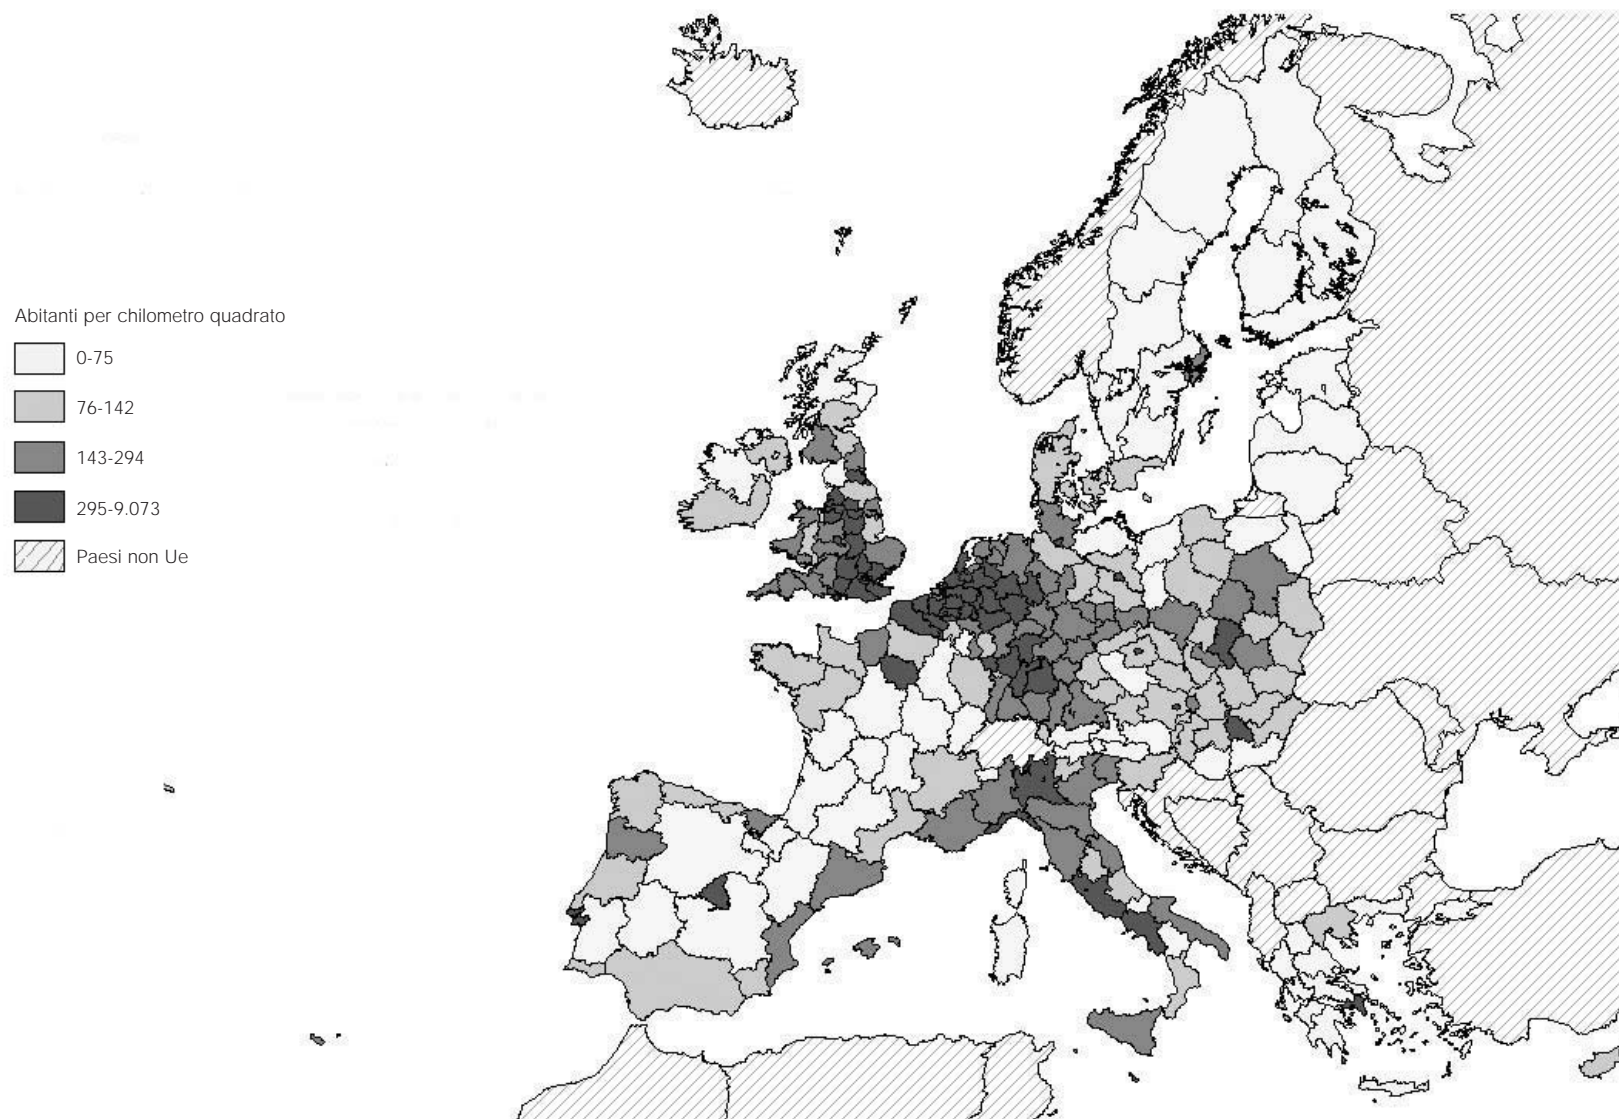 Abitanti per chilometro quadrato
0-75
76-142
143-294
295-9.073
Paesi non Ue